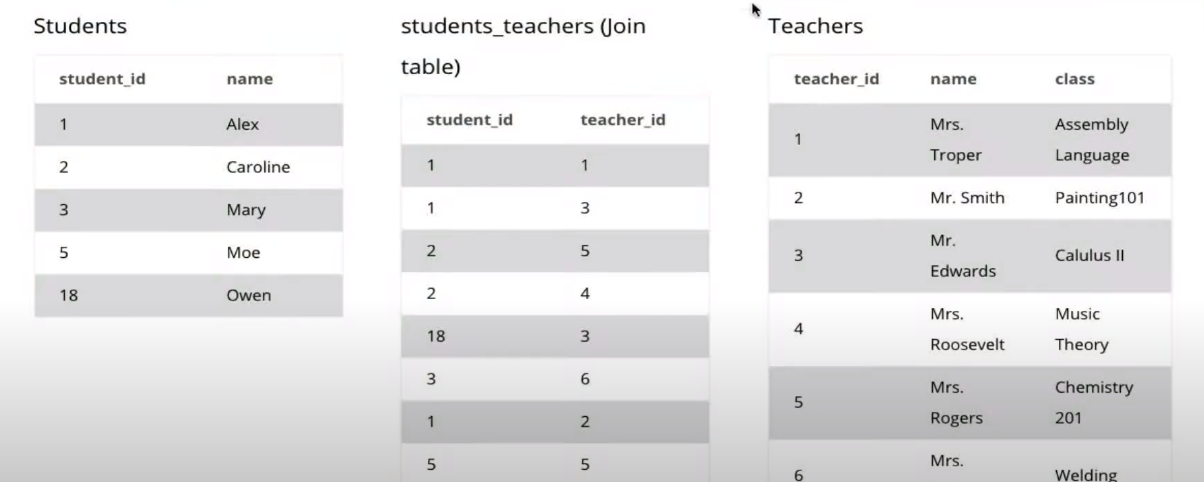 Students
student_id name
1 Alex
2 Caroline
3 Mary
5 Moe
18 Owen
students_teachers (Join
table)
student_id teacher_id
1 1
1 3
2 5
2 4
18 3
3 6
1 2
5 5
Teachers
teacher_id name class
1 Mrs. Assembly
Troper Language
2 Mr. Smith Painting101
3 Mr. Calulus II
Edwards
4 Mrs. Music
Roosevelt Theory
5 Mrs. Chemistry
Rogers 201
6 Mrs. Welding